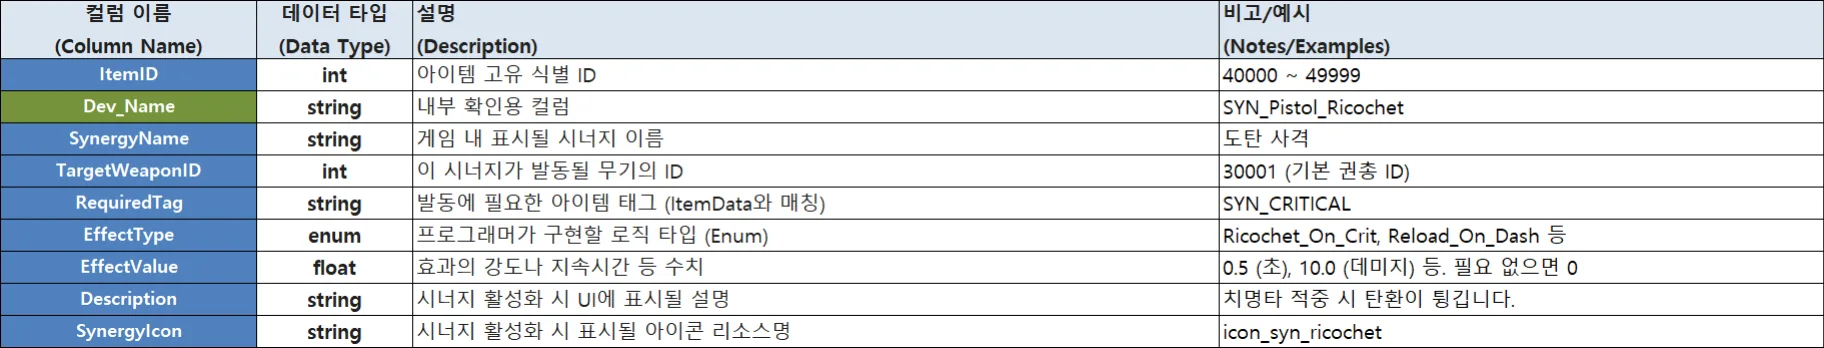 컬럼 이름 데이터 타입 설명 비고/예시
(Column Name) (Data Type) (Description) (Notes/Examples)
ItemID int 아이템 고유 식별 ID 40000 ~ 49999
Dev_Name string 내부 확인용 컬럼 SYN_Pistol_Ricochet
SynergyName string 게임 내 표시될 시너지 이름 도탄 사격
TargetWeaponID int 이 시너지가 발동될 무기의 ID 30001 (기본 권총 ID)
RequiredTag string 발동에 필요한 아이템 태그 (ItemData와 매칭) SYN_CRITICAL
EffectType enum 프로그래머가 구현할 로직 타입 (Enum) Ricochet_On_Crit, Reload_On_Dash 등
EffectValue float 효과의 강도나 지속시간 등 수치 0.5 (초), 10.0 (데미지) 등. 필요 없으면 0
Description string 시너지 활성화 시 UI에 표시될 설명 치명타 적중 시 탄환이 튕깁니다.
SynergyIcon string 시너지 활성화 시 표시될 아이콘 리소스명 icon_syn_ricochet